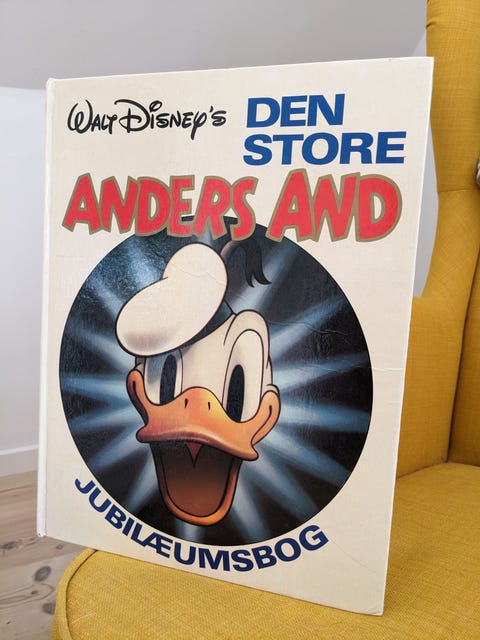 WALT DISNEY'S
DEN
STORE
ANDERS AND
JUBILÆUMSBOG